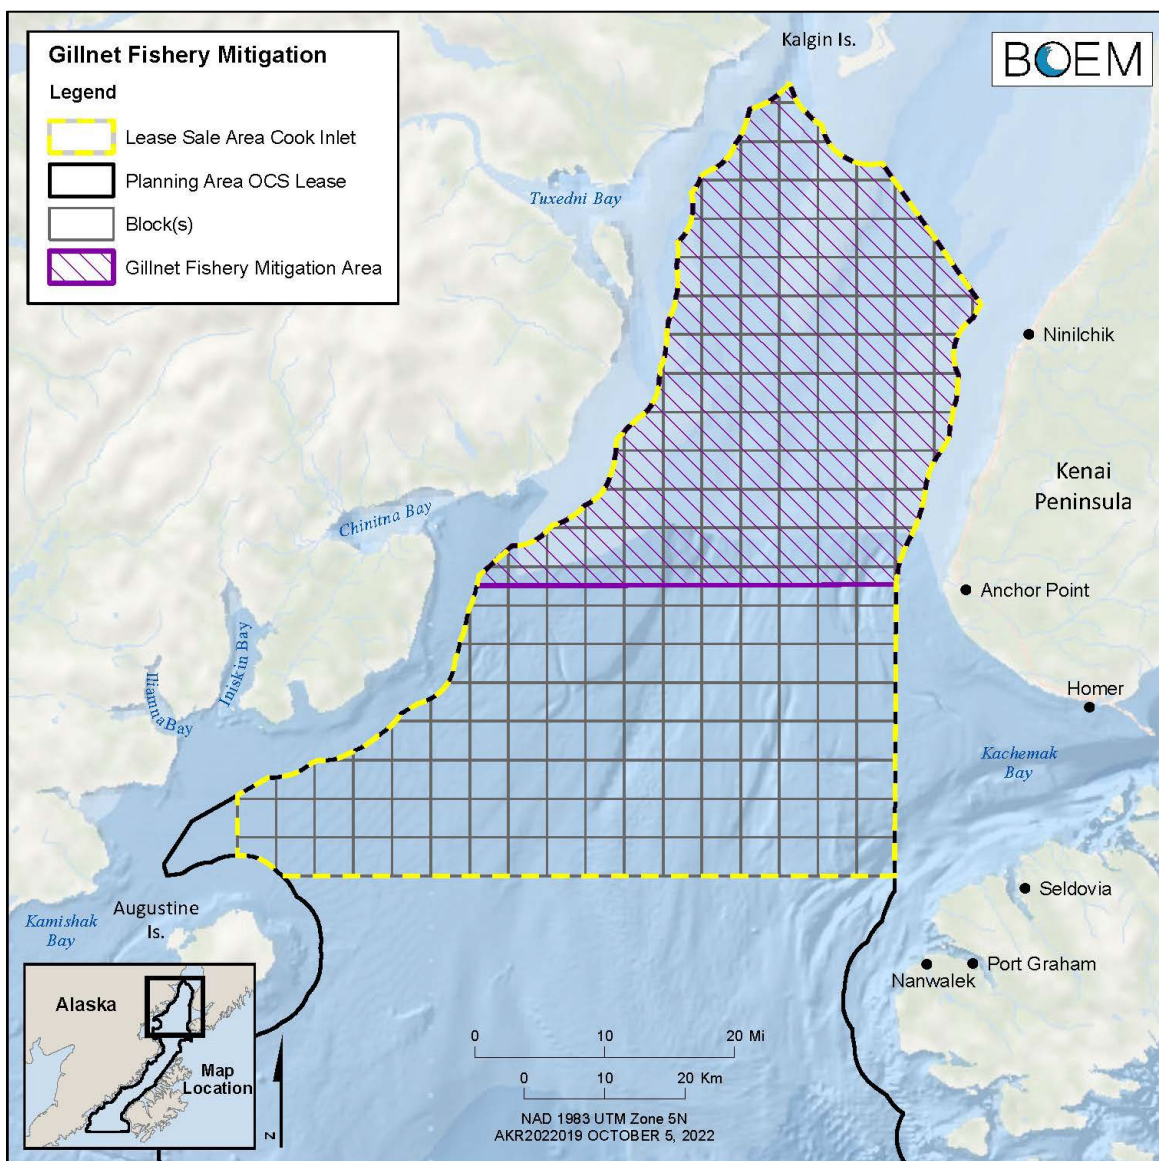 Gillnet Fishery Mitigation
Legend
Lease Sale Area Cook Inlet
Planning Area OCS Lease
Block(s)
Gillnet Fishery Mitigation Area
Kalgin Is.
BOEM
Tuxedni Bay
Ninilchik
Kenai
Peninsula
Chinitna Bay
Anchor Point
Iniskin Bay
Iliamna Bay
Homer
Kachemak
Bay
Seldovia
Augustine
Is.
Kamishak
Bay
Port Graham
Nanwalek
Alaska
Map
Location
N
0 10 20 Mi
0 10 20 Km
NAD 1983 UTM Zone 5N
AKR2022019 OCTOBER 5, 2022